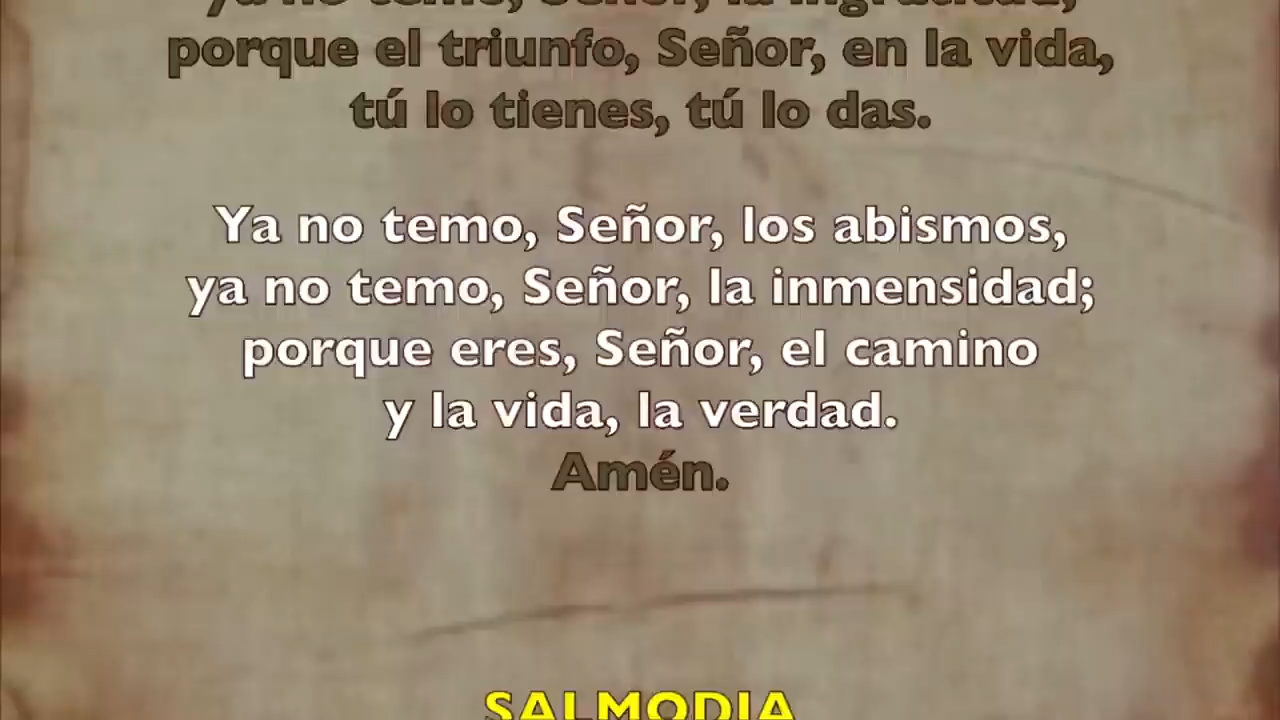 ya no temo, Señor, la ingratitud,
porque el triunfo, Señor, en la vida,
tú lo tienes, tú lo das.
Ya no temo, Señor, los abismos,
ya no temo, Señor, la inmensidad;
porque eres, Señor, el camino
y la vida, la verdad.
Amén.
SALMODIA